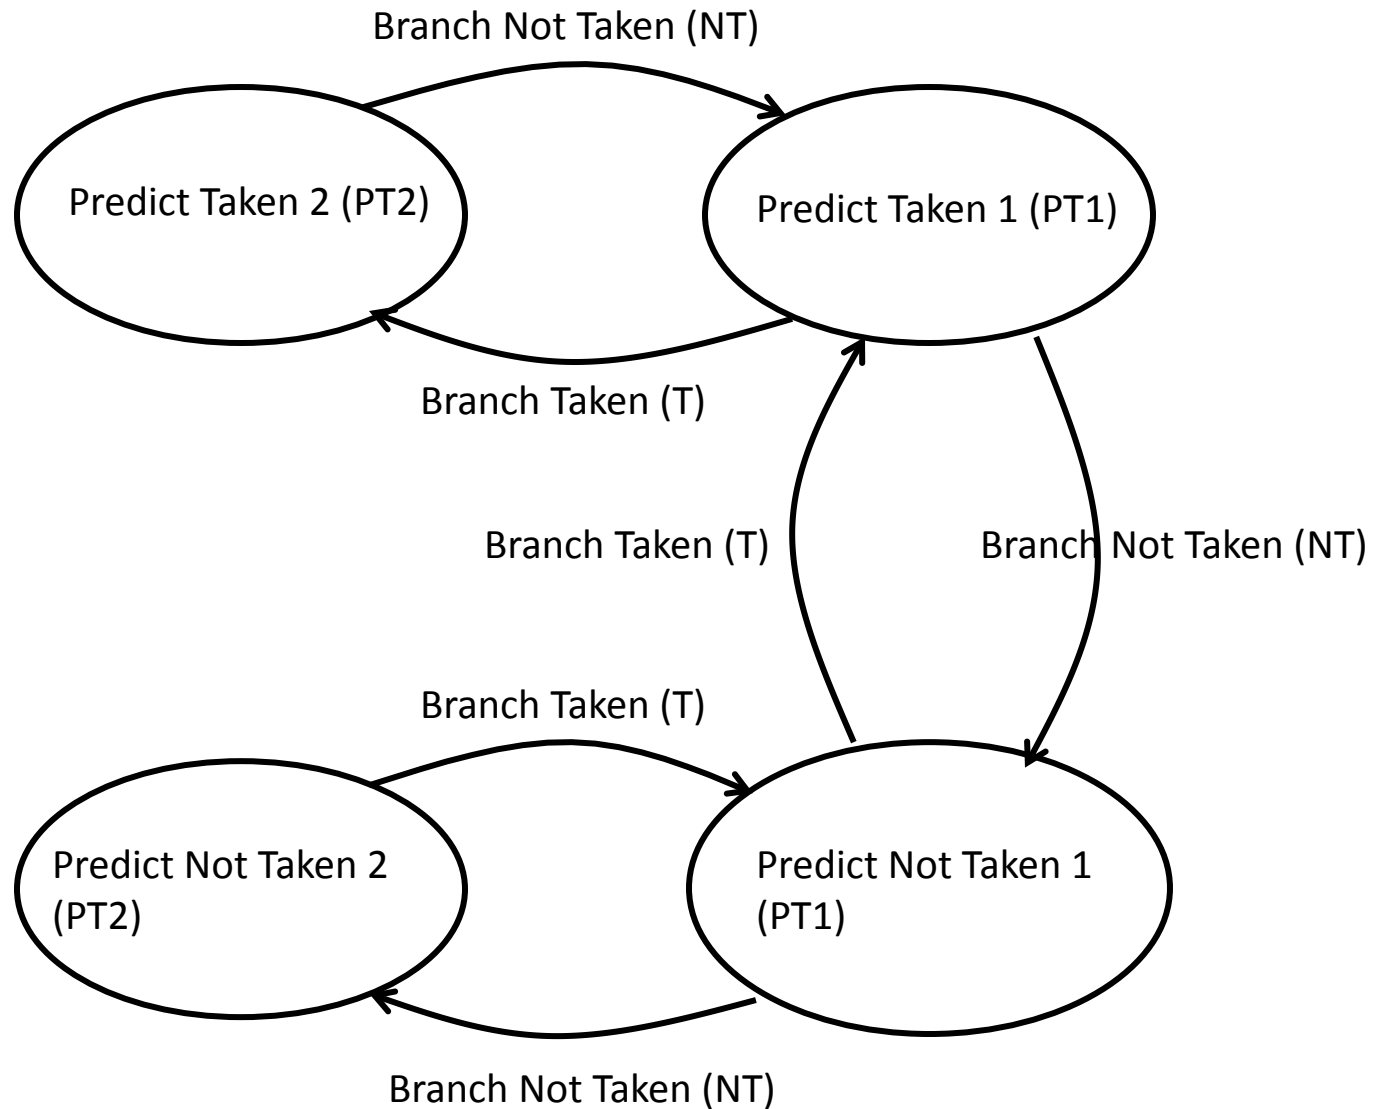 Branch Not Taken (NT)
Predict Taken 2 (PT2)
Predict Taken 1 (PT1)
Branch Taken (T)
Branch Taken (T)
Branch Not Taken (NT)
Branch Taken (T)
Predict Not Taken 2
(PT2)
Predict Not Taken 1
(PT1)
Branch Not Taken (NT)